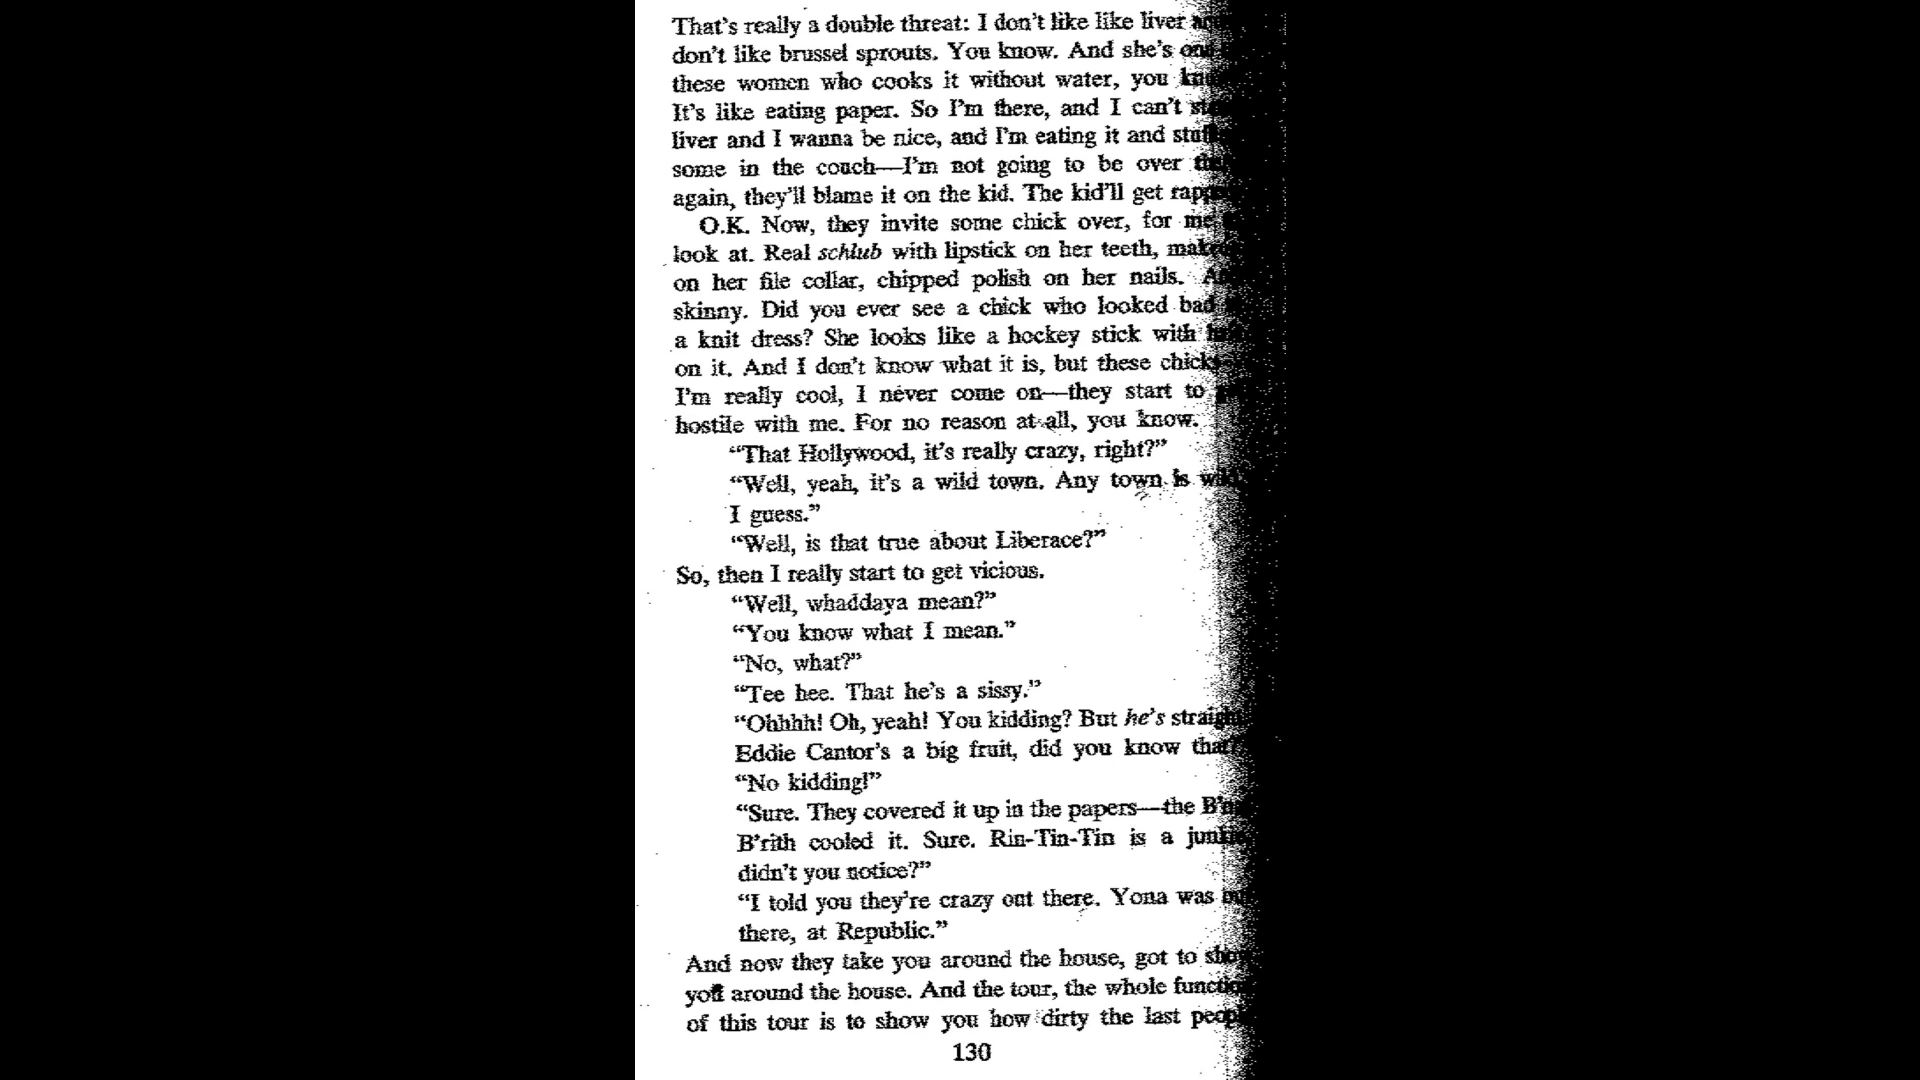 That's really a double threat: I don't like like liver
don't like brussel sprouts. You know. And she's
these women who cooks it without water, you
It's like eating paper. So I'm there, and I can't
liver and I wanna be nice, and I'm eating it and
some in the couch—I'm not going to be over
again, they'll blame it on the kid. The kid'll get
O.K. Now, they invite some chick over, for me
look at. Real schlub with lipstick on her teeth,
on her file collar, chipped polish on her nails.
skinny. Did you ever see a chick who looked bad
a knit dress? She looks like a hockey stick with
on it. And I don't know what it is, but these chicks
I'm really cool, I never come on—they start to
hostile with me. For no reason at all, you know.
"That Hollywood, it's really crazy, right?"
"Well, yeah, it's a wild town. Any town is
I guess."
"Well, is that true about Liberace?"
So, then I really start to get vicious.
"Well, whaddaya mean?"
"You know what I mean."
"No, what?"
"Tee hee. That he's a sissy."
"Ohhhh! Oh, yeah! You kidding? But he's straight
Eddie Cantor's a big fruit, did you know that?
"No kidding!"
"Sure. They covered it up in the papers—the
B'rith cooled it. Sure. Rin-Tin-Tin is a
didn't you notice?"
"I told you they're crazy out there. Yona was
there, at Republic."
And now they take you around the house, got to show
you around the house. And the tour, the whole
of this tour is to show you how dirty the last
130